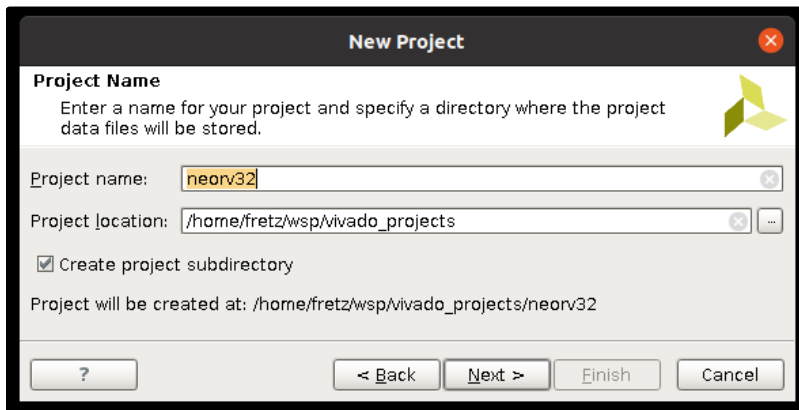 New Project
Project Name
Enter a name for your project and specify a directory where the project
data files will be stored.
Project name: neorv32
Project location: /home/fretz/wsp/vivado_projects ...
Create project subdirectory
Project will be created at: /home/fretz/wsp/vivado_projects/neorv32
? < Back Next > Finish Cancel